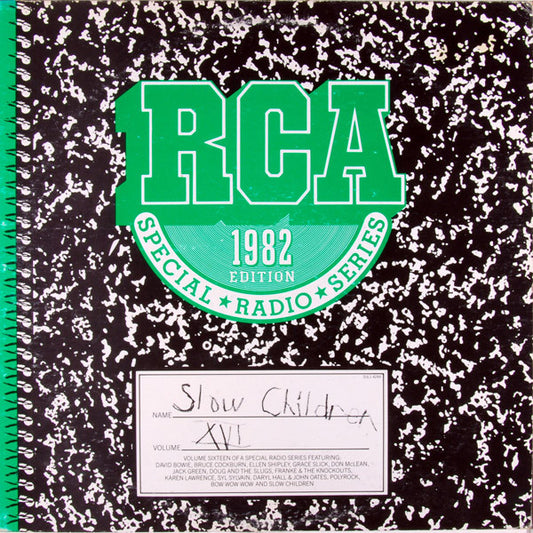 RCA
1982
EDITION
SPECIAL ★ RADIO ★ SERIES
NAME Slow Children
VOLUME XVI
VOLUME SIXTEEN OF A SPECIAL RADIO SERIES FEATURING:
DAVID BOWIE, BRUCE COCKBURN, ELLEN SHIPLEY, GRACE SLICK, DON McLEAN,
JACK GREEN, DOUG AND THE SLUGS, FRANKE & THE KNOCKOUTS,
KAREN LAWRENCE, SYL SYLVAIN, DARYL HALL & JOHN OATES, POLYROCK,
BOW WOW WOW AND SLOW CHILDREN